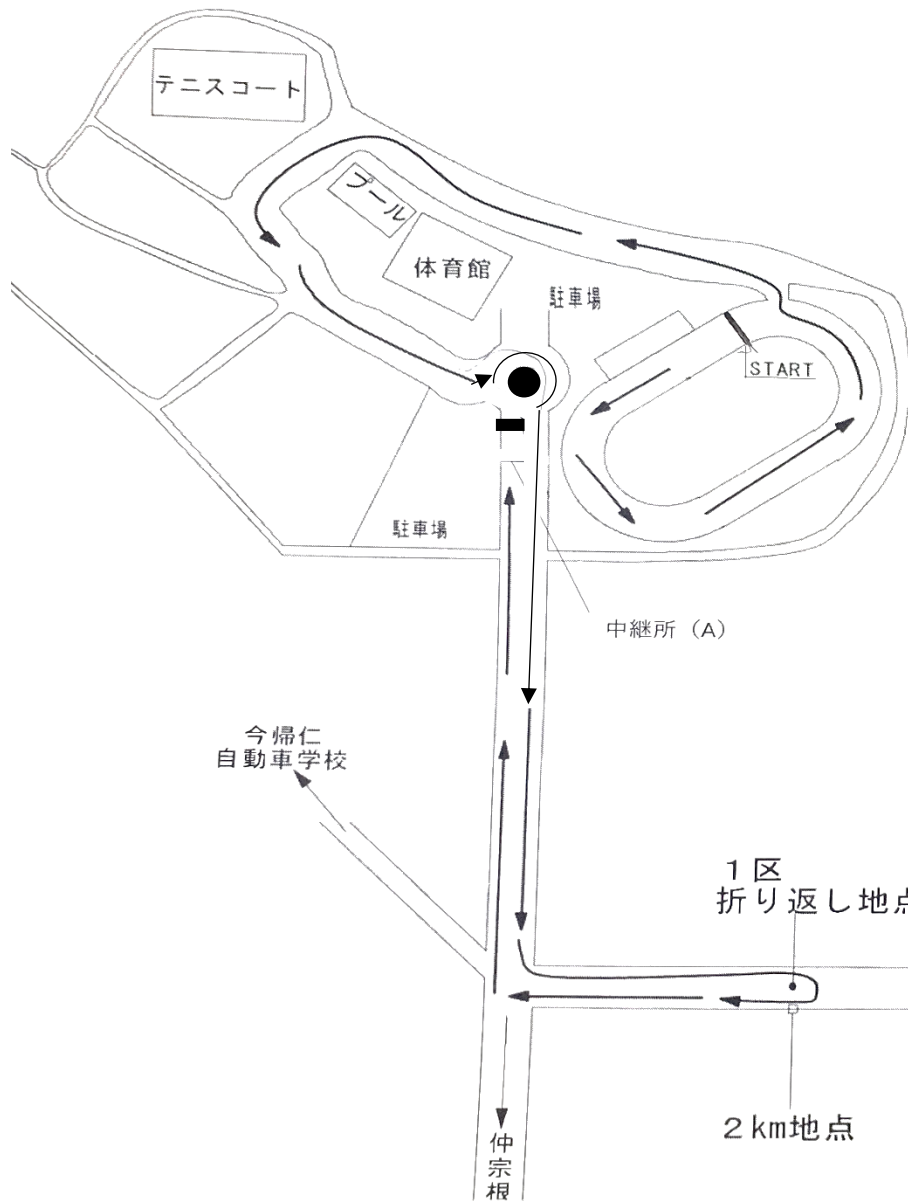 テニスコート
プール
体育館
駐車場
START
駐車場
中継所（A）
今帰仁
自動車学校
１区
折り返し地点
２km地点
仲宗根